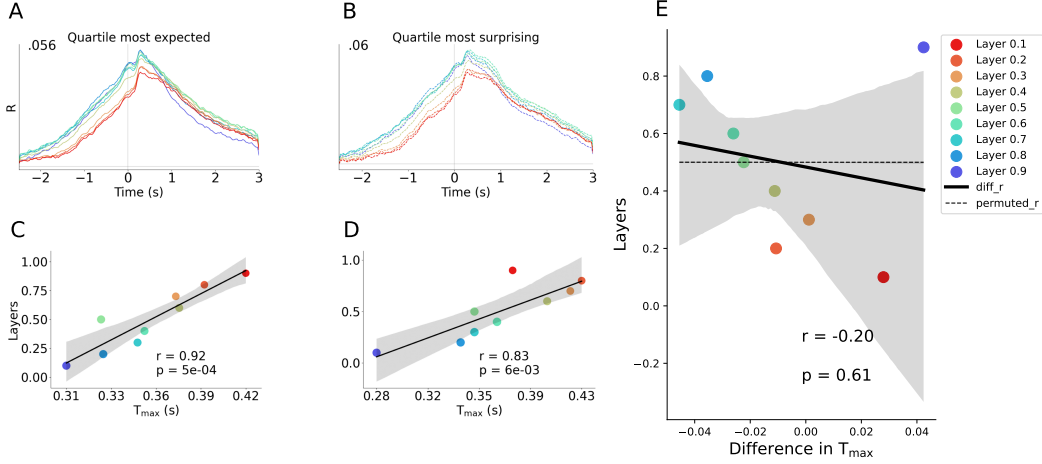 A
Quartile most expected
.056
R
−2
−1
0
1
2
3
Time (s)
B
Quartile most surprising
.06
−2
−1
0
1
2
3
Time (s)
C
Layers
1.00
0.75
0.50
0.25
0.00
r = 0.92
p = 5e-04
0.31
0.33
0.36
0.39
0.42
Tmax (s)
D
1.0
0.5
0.0
r = 0.83
p = 6e-03
0.28
0.32
0.35
0.39
0.43
Tmax (s)
E
Layers
0.8
0.6
0.4
0.2
0.0
−0.2
r = -0.20
p = 0.61
−0.04
−0.02
0.00
0.02
0.04
Difference in Tmax
Layer 0.1
Layer 0.2
Layer 0.3
Layer 0.4
Layer 0.5
Layer 0.6
Layer 0.7
Layer 0.8
Layer 0.9
diff_r
permuted_r